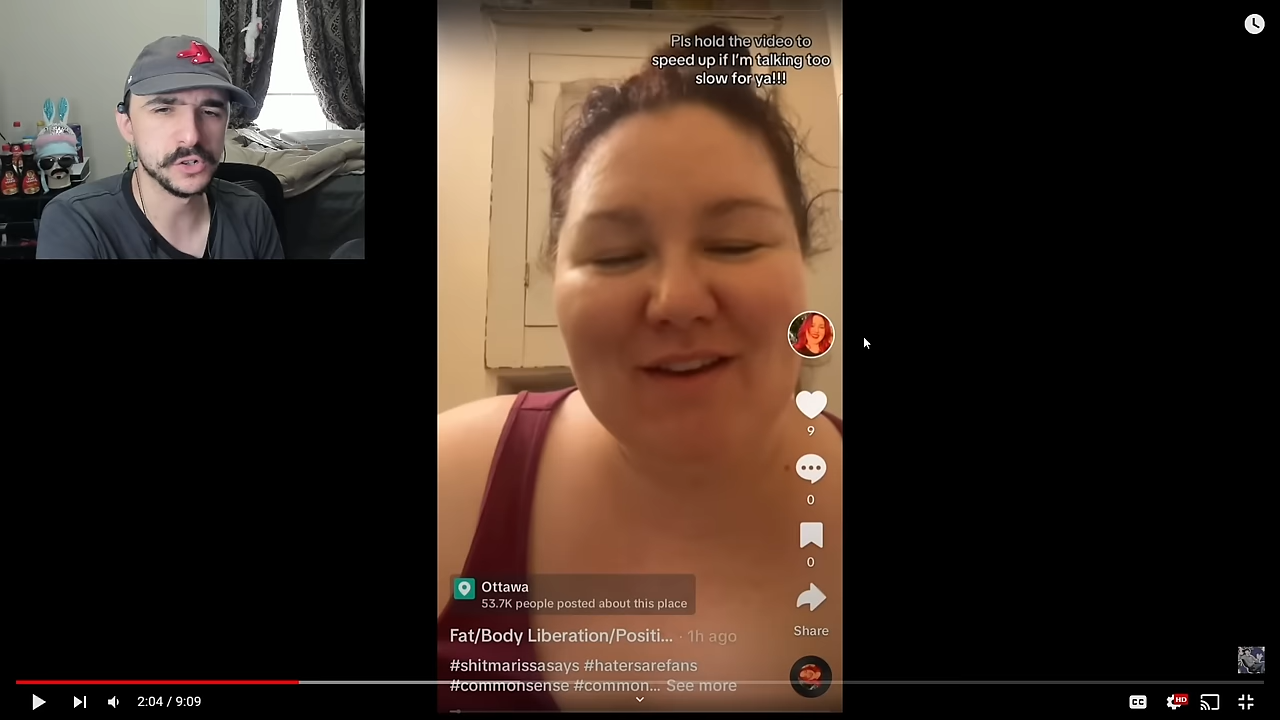 Pls hold the video to
speed up if I'm talking too
slow for ya!!!
9
0
0
Share
Ottawa
53.7K people posted about this place
Fat/Body Liberation/Positi... · 1h ago
#shitmarissasays #hatersarefans
#commonsense #common... See more
2:04 / 9:09
CC
HD